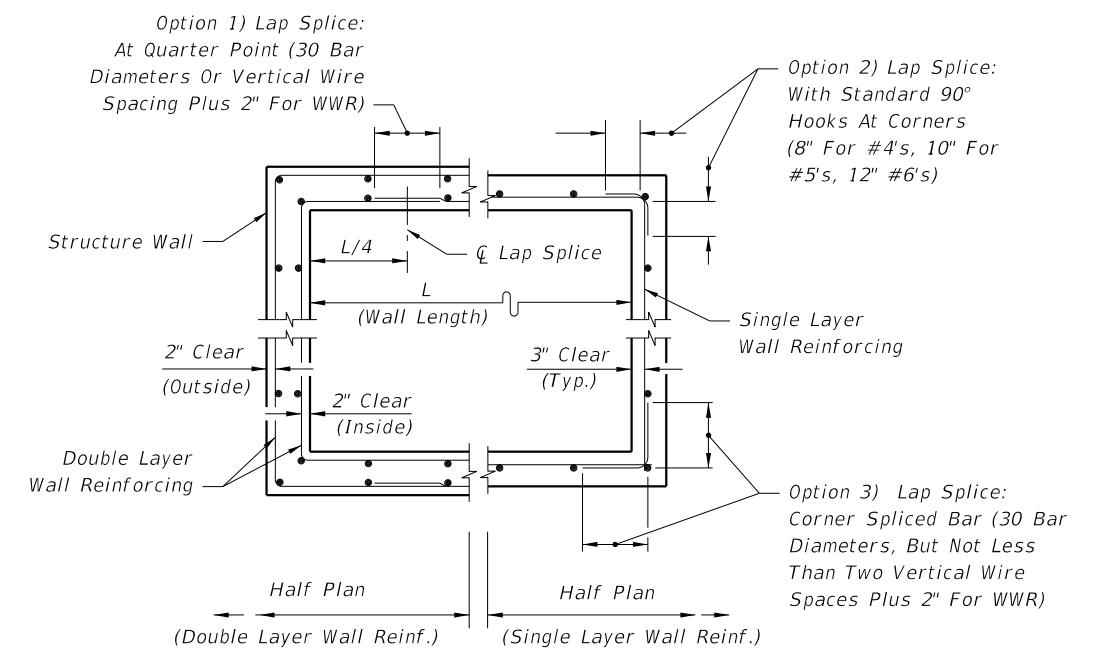 Option 1) Lap Splice:
At Quarter Point (30 Bar
Diameters Or Vertical Wire
Spacing Plus 2" For WWR)
Option 2) Lap Splice:
With Standard 90°
Hooks At Corners
(8" For #4's, 10" For
#5's, 12" #6's)
Structure Wall
L/4
℄ Lap Splice
L
(Wall Length)
Single Layer
Wall Reinforcing
2" Clear
(Outside)
3" Clear
(Typ.)
2" Clear
(Inside)
Double Layer
Wall Reinforcing
Option 3) Lap Splice:
Corner Spliced Bar (30 Bar
Diameters, But Not Less
Than Two Vertical Wire
Spaces Plus 2" For WWR)
Half Plan
(Double Layer Wall Reinf.)
Half Plan
(Single Layer Wall Reinf.)